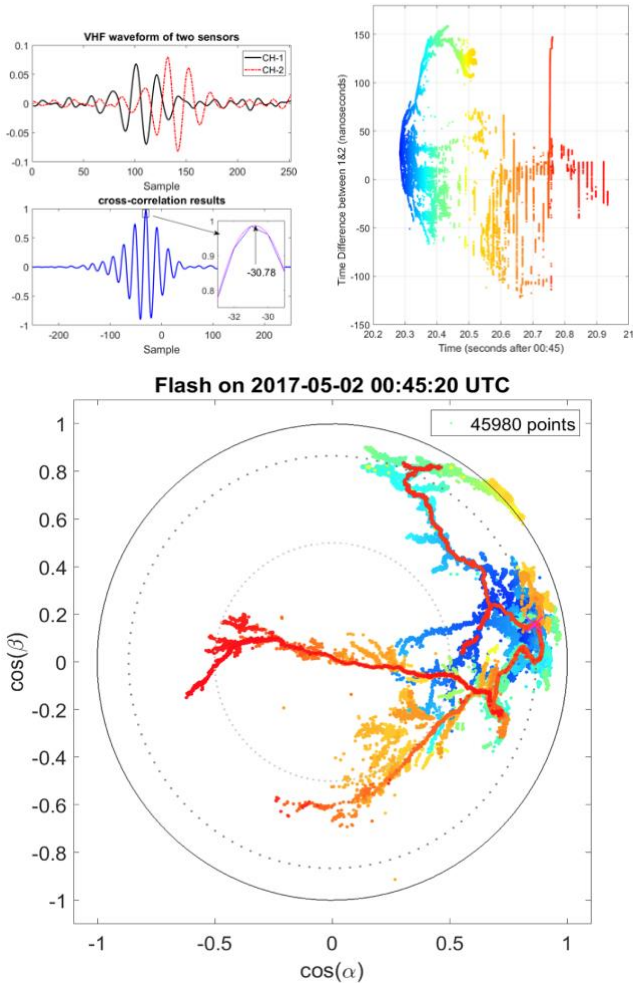 VHF waveform of two sensors
0.1
0.05
0
-0.05
-0.1
CH-1
CH-2
0 50 100 150 200 250
Sample
cross-correlation results
1
0.5
0
-0.5
-1
1
0.9
0.8
-30.78
-32 -30
-200 -100 0 100 200
Sample
Time Difference between 1&2 (nanoseconds)
150
100
50
0
-50
-100
-150
20.2 20.3 20.4 20.5 20.6 20.7 20.8 20.9 21
Time (seconds after 00:45)
Flash on 2017-05-02 00:45:20 UTC
45980 points
cos(β)
1
0.8
0.6
0.4
0.2
0
-0.2
-0.4
-0.6
-0.8
-1
-1 -0.5 0 0.5 1
cos(α)